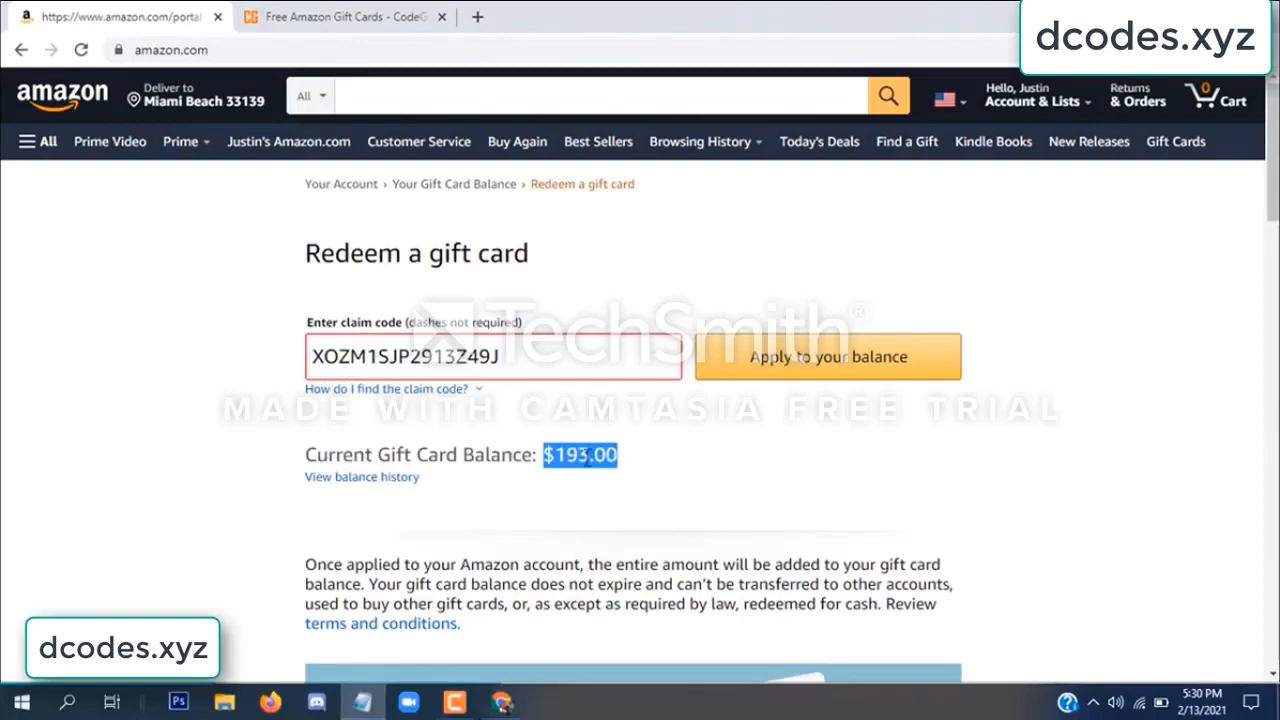 https://www.amazon.com/porta
Free Amazon Gift Cards - CodeG
dcodes.xyz
amazon.com
amazon
Deliver to
Miami Beach 33139
All
Hello, Justin
Account & Lists
Returns
& Orders
0
Cart
All
Prime Video
Prime
Justin's Amazon.com
Customer Service
Buy Again
Best Sellers
Browsing History
Today's Deals
Find a Gift
Kindle Books
New Releases
Gift Cards
Your Account › Your Gift Card Balance › Redeem a gift card
Redeem a gift card
Enter claim code (dashes not required)
TechSmith®
XOZM1SJP2913Z49J
Apply to your balance
How do I find the claim code?
MADE WITH CAMTASIA FREE TRIAL
Current Gift Card Balance: $193.00
View balance history
Once applied to your Amazon account, the entire amount will be added to your gift card
balance. Your gift card balance does not expire and can't be transferred to other accounts,
used to buy other gift cards, or, as except as required by law, redeemed for cash. Review
terms and conditions.
dcodes.xyz
Ps
5:30 PM
2/13/2021